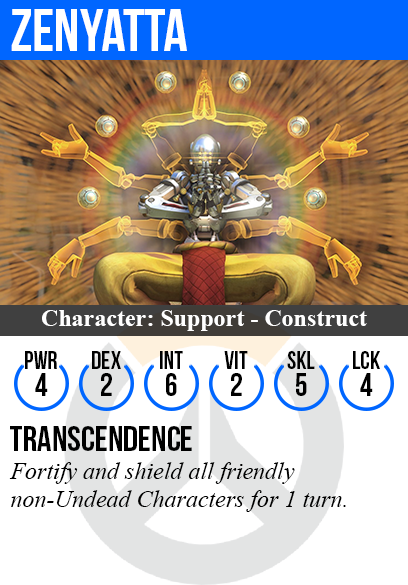 ZENYATTA
Character: Support - Construct
PWR DEX INT VIT SKL LCK
4 2 6 2 5 4
TRANSCENDENCE
Fortify and shield all friendly
non-Undead Characters for 1 turn.